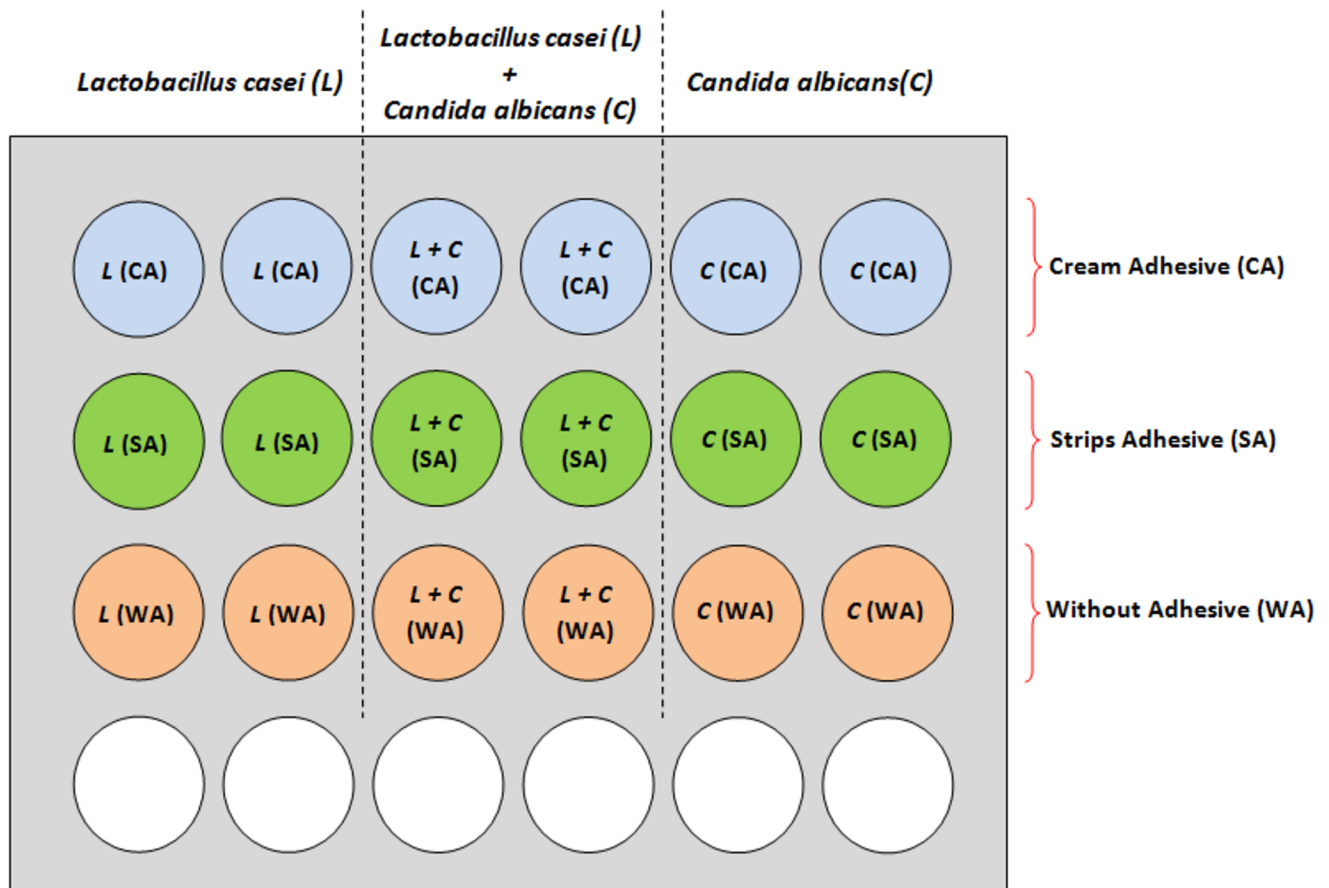 Lactobacillus casei (L)
Lactobacillus casei (L)
+
Candida albicans (C)
Candida albicans(C)
L (CA)
L (CA)
L + C
(CA)
L + C
(CA)
C (CA)
C (CA)
Cream Adhesive (CA)
L (SA)
L (SA)
L + C
(SA)
L + C
(SA)
C (SA)
C (SA)
Strips Adhesive (SA)
L (WA)
L (WA)
L + C
(WA)
L + C
(WA)
C (WA)
C (WA)
Without Adhesive (WA)